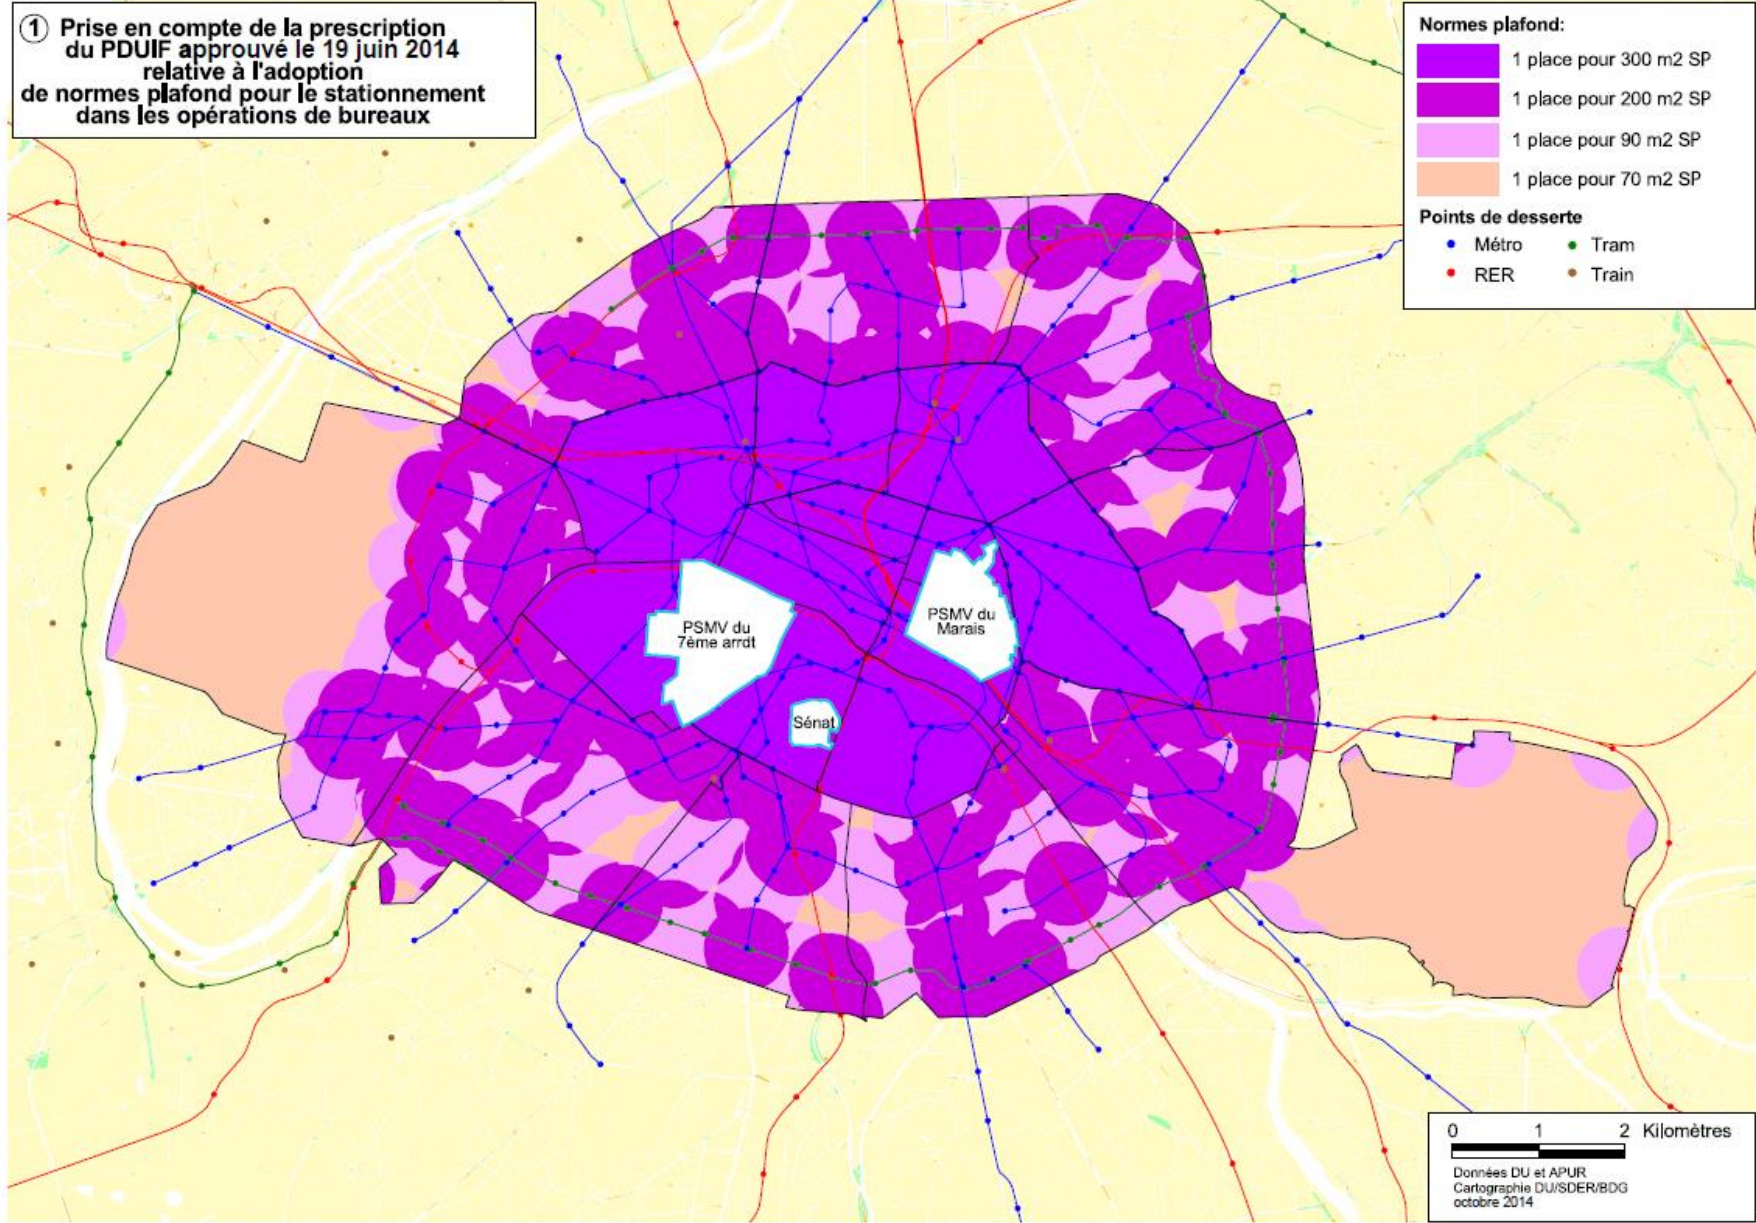 ① Prise en compte de la prescription
du PDUIF approuvé le 19 juin 2014
relative à l'adoption
de normes plafond pour le stationnement
dans les opérations de bureaux
Normes plafond:
1 place pour 300 m2 SP
1 place pour 200 m2 SP
1 place pour 90 m2 SP
1 place pour 70 m2 SP
Points de desserte
Métro
Tram
RER
Train
PSMV du
7ème arrdt
PSMV du
Marais
Sénat
0 1 2 Kilomètres
Données DU et APUR
Cartographie DU/SDER/BDG
octobre 2014